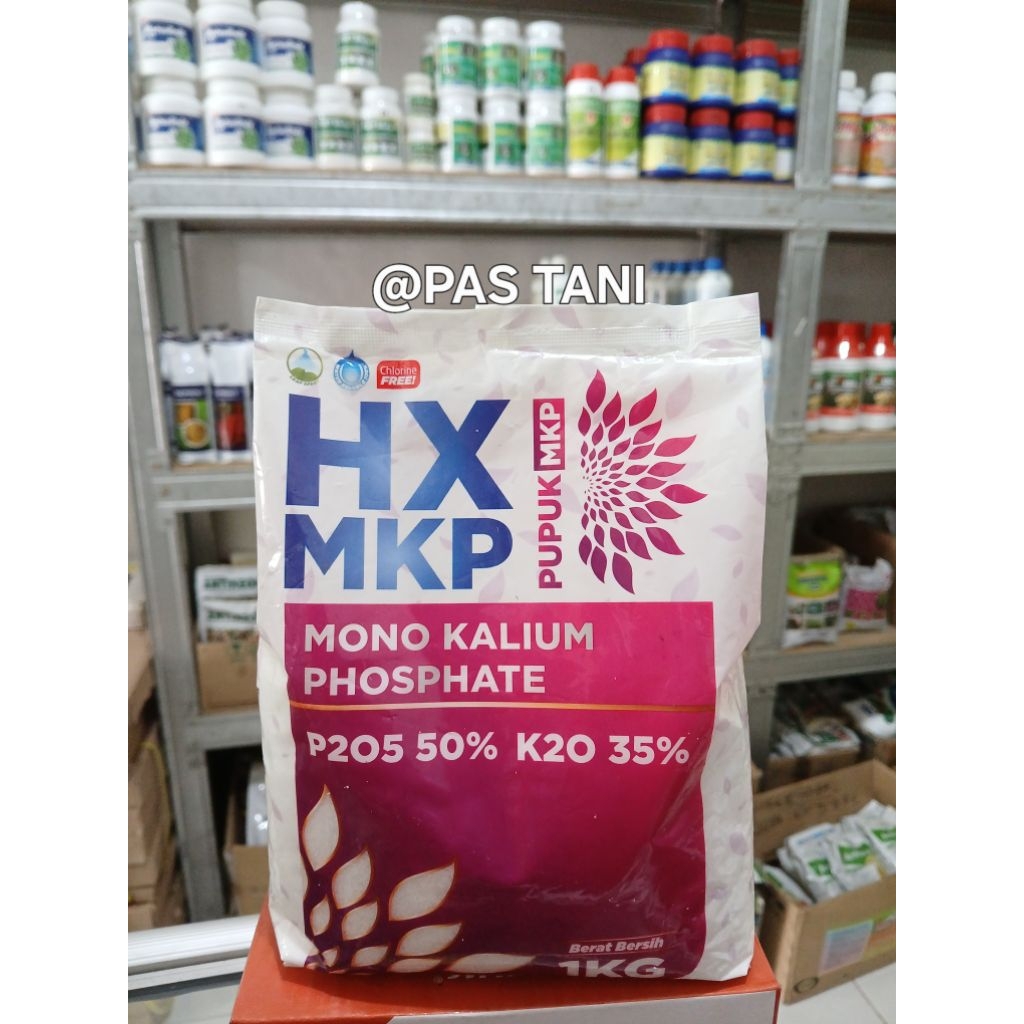 @PAS TANI
Chlorine
FREE!
HX
MKP
PUPUK MKP
MONO KALIUM
PHOSPHATE
P2O5 50% K2O 35%
Berat Bersih
1KG